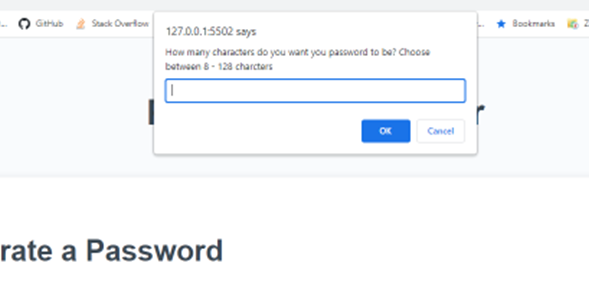 GitHub Stack Overflow Bookmarks
127.0.0.1:5502 says
How many characters do you want you password to be? Choose
between 8 - 128 charcters
OK Cancel
rate a Password